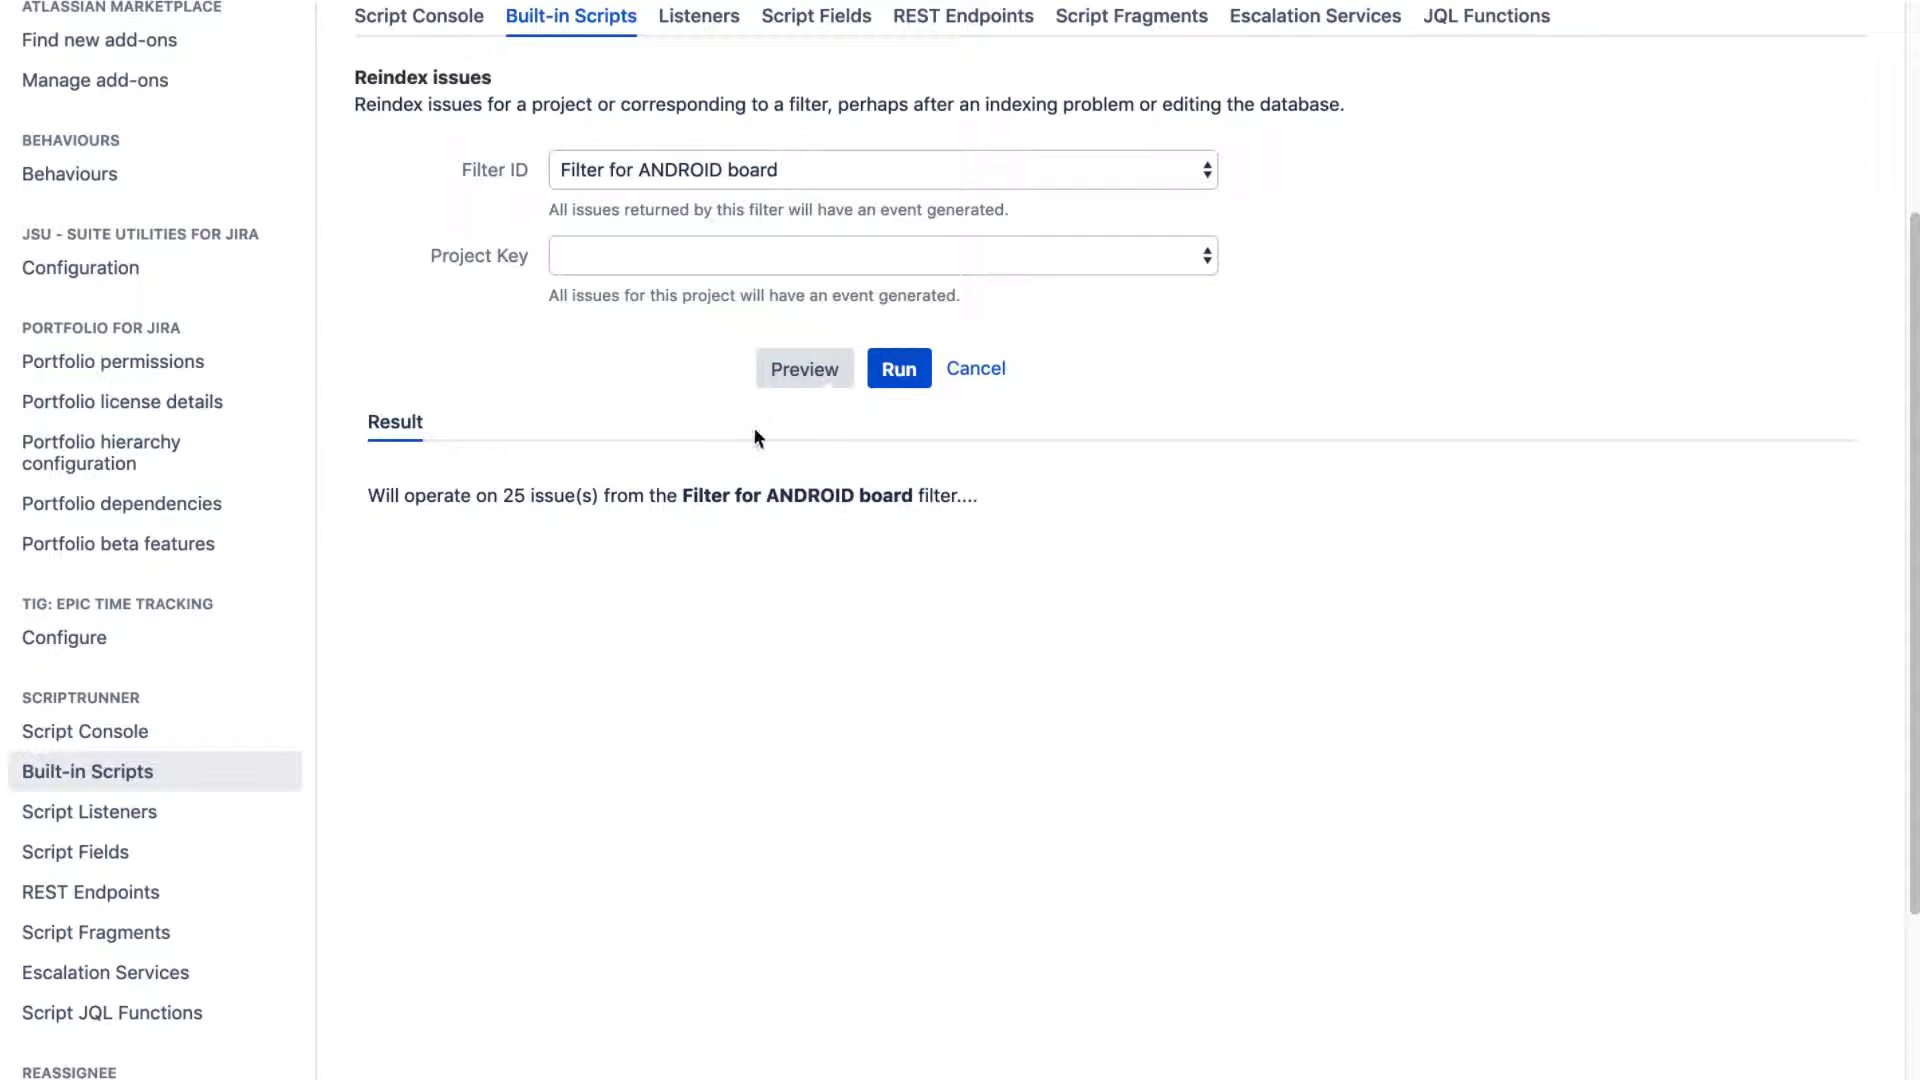 ATLASSIAN MARKETPLACE
Find new add-ons
Manage add-ons
BEHAVIOURS
Behaviours
JSU - SUITE UTILITIES FOR JIRA
Configuration
PORTFOLIO FOR JIRA
Portfolio permissions
Portfolio license details
Portfolio hierarchy
configuration
Portfolio dependencies
Portfolio beta features
TIG: EPIC TIME TRACKING
Configure
SCRIPTRUNNER
Script Console
Built-in Scripts
Script Listeners
Script Fields
REST Endpoints
Script Fragments
Escalation Services
Script JQL Functions
REASSIGNEE
Script Console Built-in Scripts Listeners Script Fields REST Endpoints Script Fragments Escalation Services JQL Functions
Reindex issues
Reindex issues for a project or corresponding to a filter, perhaps after an indexing problem or editing the database.
Filter ID Filter for ANDROID board
All issues returned by this filter will have an event generated.
Project Key
All issues for this project will have an event generated.
Preview Run Cancel
Result
Will operate on 25 issue(s) from the Filter for ANDROID board filter....